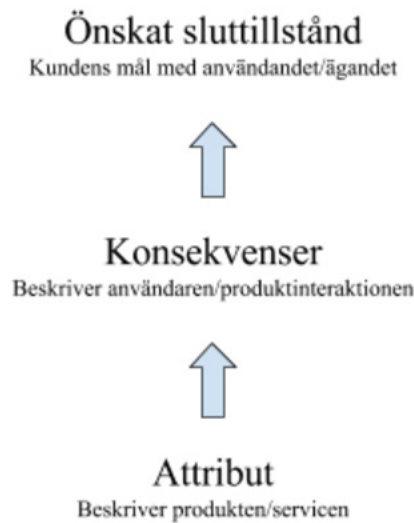 Önskat sluttillstånd
Kundens mål med användandet/ägandet
Konsekvenser
Beskriver användaren/produktinteraktionen
Attribut
Beskriver produkten/servicen